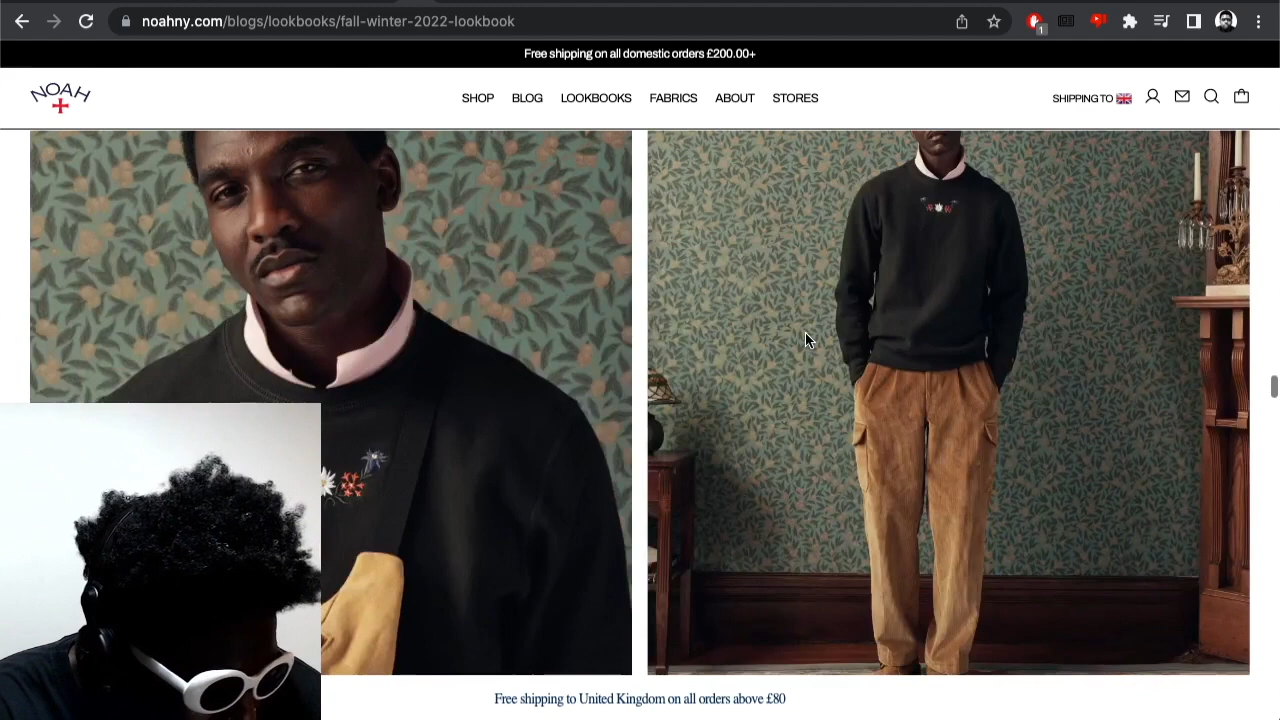 noahny.com/blogs/lookbooks/fall-winter-2022-lookbook
1
Free shipping on all domestic orders £200.00+
NOAH
SHOP BLOG LOOKBOOKS FABRICS ABOUT STORES
SHIPPING TO
Free shipping to United Kingdom on all orders above £80